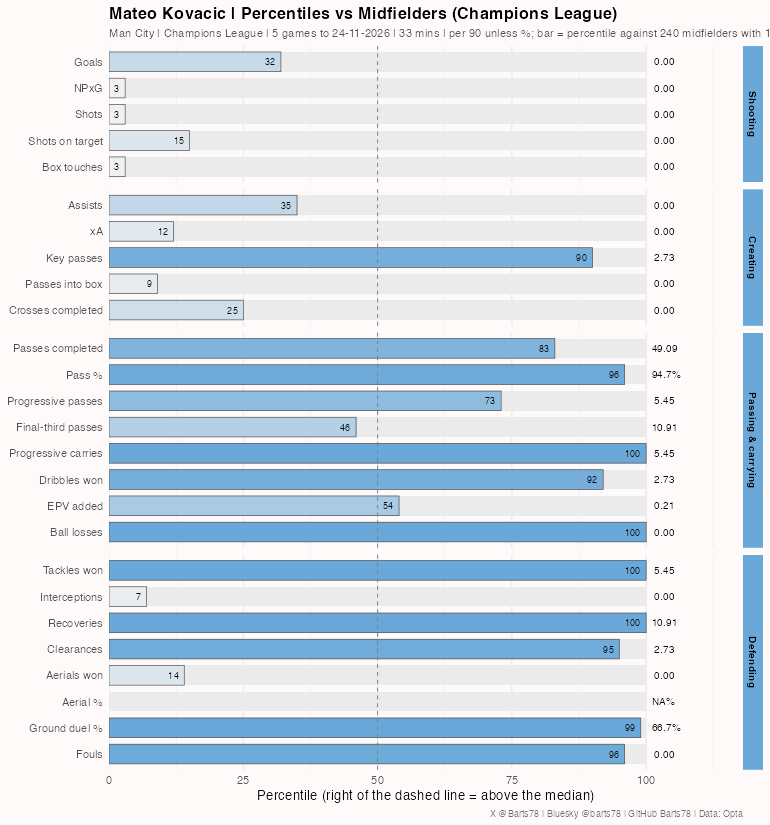 Mateo Kovacic | Percentiles vs Midfielders (Champions League)
Man City | Champions League | 5 games to 24-11-2026 | 33 mins | per 90 unless %; bar = percentile against 240 midfielders with 1
Goals 32 0.00
NPxG 3 0.00
Shots 3 0.00
Shots on target 15 0.00
Box touches 3 0.00
Shooting
Assists 35 0.00
xA 12 0.00
Key passes 90 2.73
Passes into box 9 0.00
Crosses completed 25 0.00
Creating
Passes completed 83 49.09
Pass % 96 94.7%
Progressive passes 73 5.45
Final-third passes 46 10.91
Progressive carries 100 5.45
Dribbles won 92 2.73
EPV added 54 0.21
Ball losses 100 0.00
Passing & carrying
Tackles won 100 5.45
Interceptions 7 0.00
Recoveries 100 10.91
Clearances 95 2.73
Aerials won 14 0.00
Aerial % NA%
Ground duel % 99 66.7%
Fouls 96 0.00
Defending
0 25 50 75 100
Percentile (right of the dashed line = above the median)
X @Barts78 | Bluesky @barts78 | GitHub Barts78 | Data: Opta